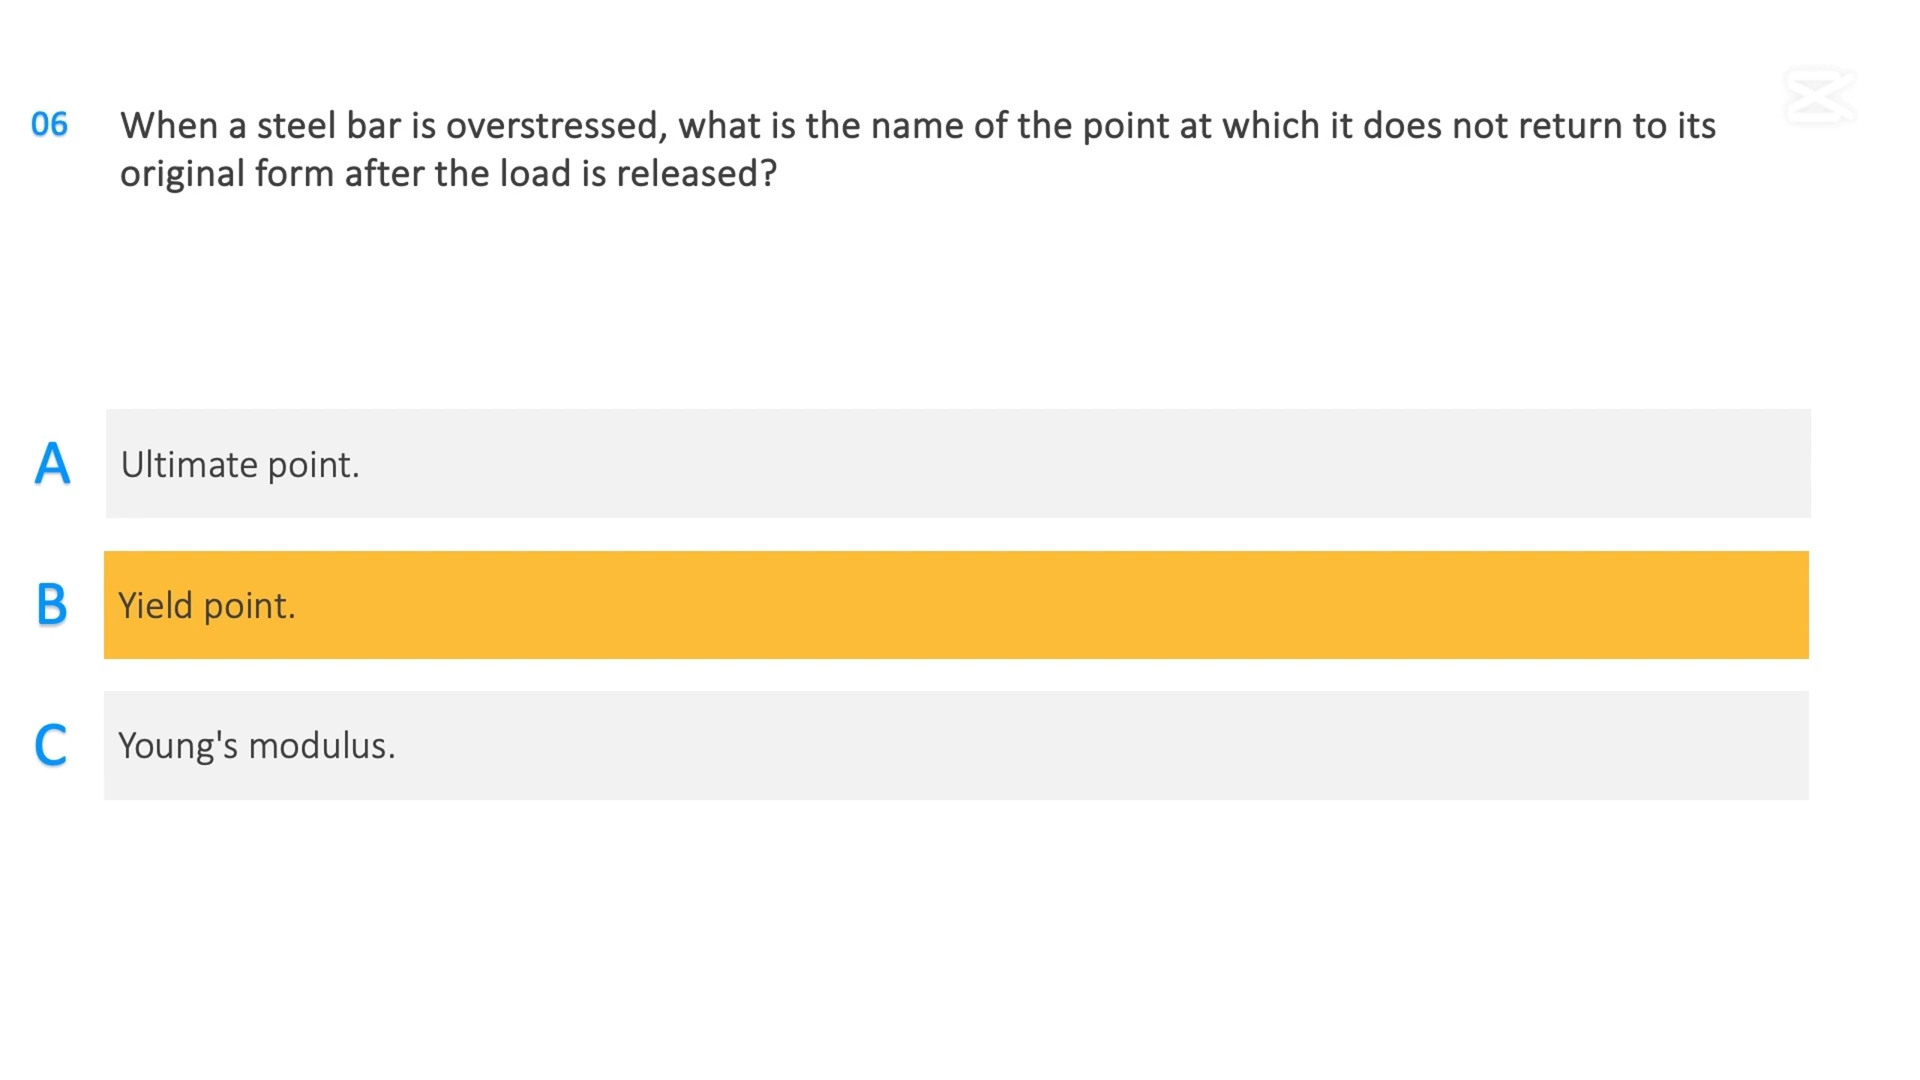 06 When a steel bar is overstressed, what is the name of the point at which it does not return to its
original form after the load is released?
A Ultimate point.
B Yield point.
C Young's modulus.